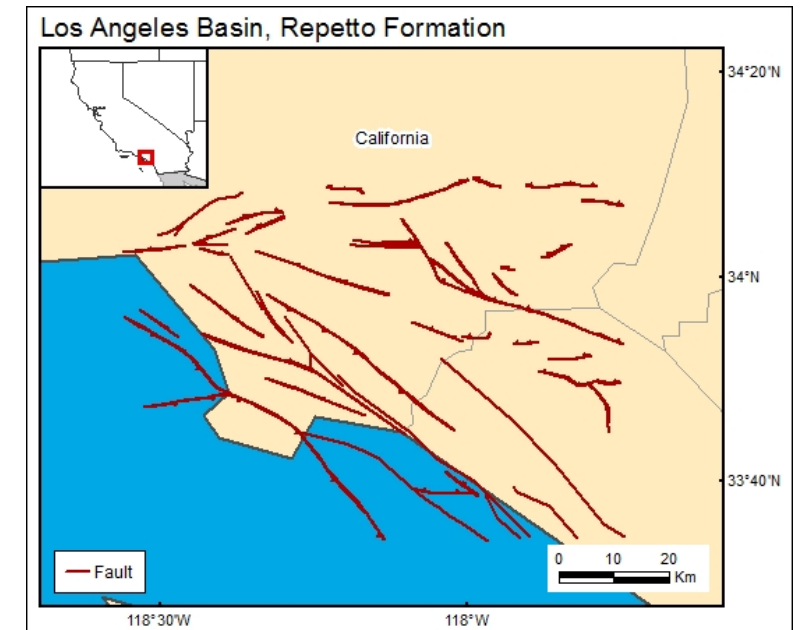 Los Angeles Basin, Repetto Formation
34°20'N
California
34°N
33°40'N
0 10 20
Km
Fault
118°30'W
118°W